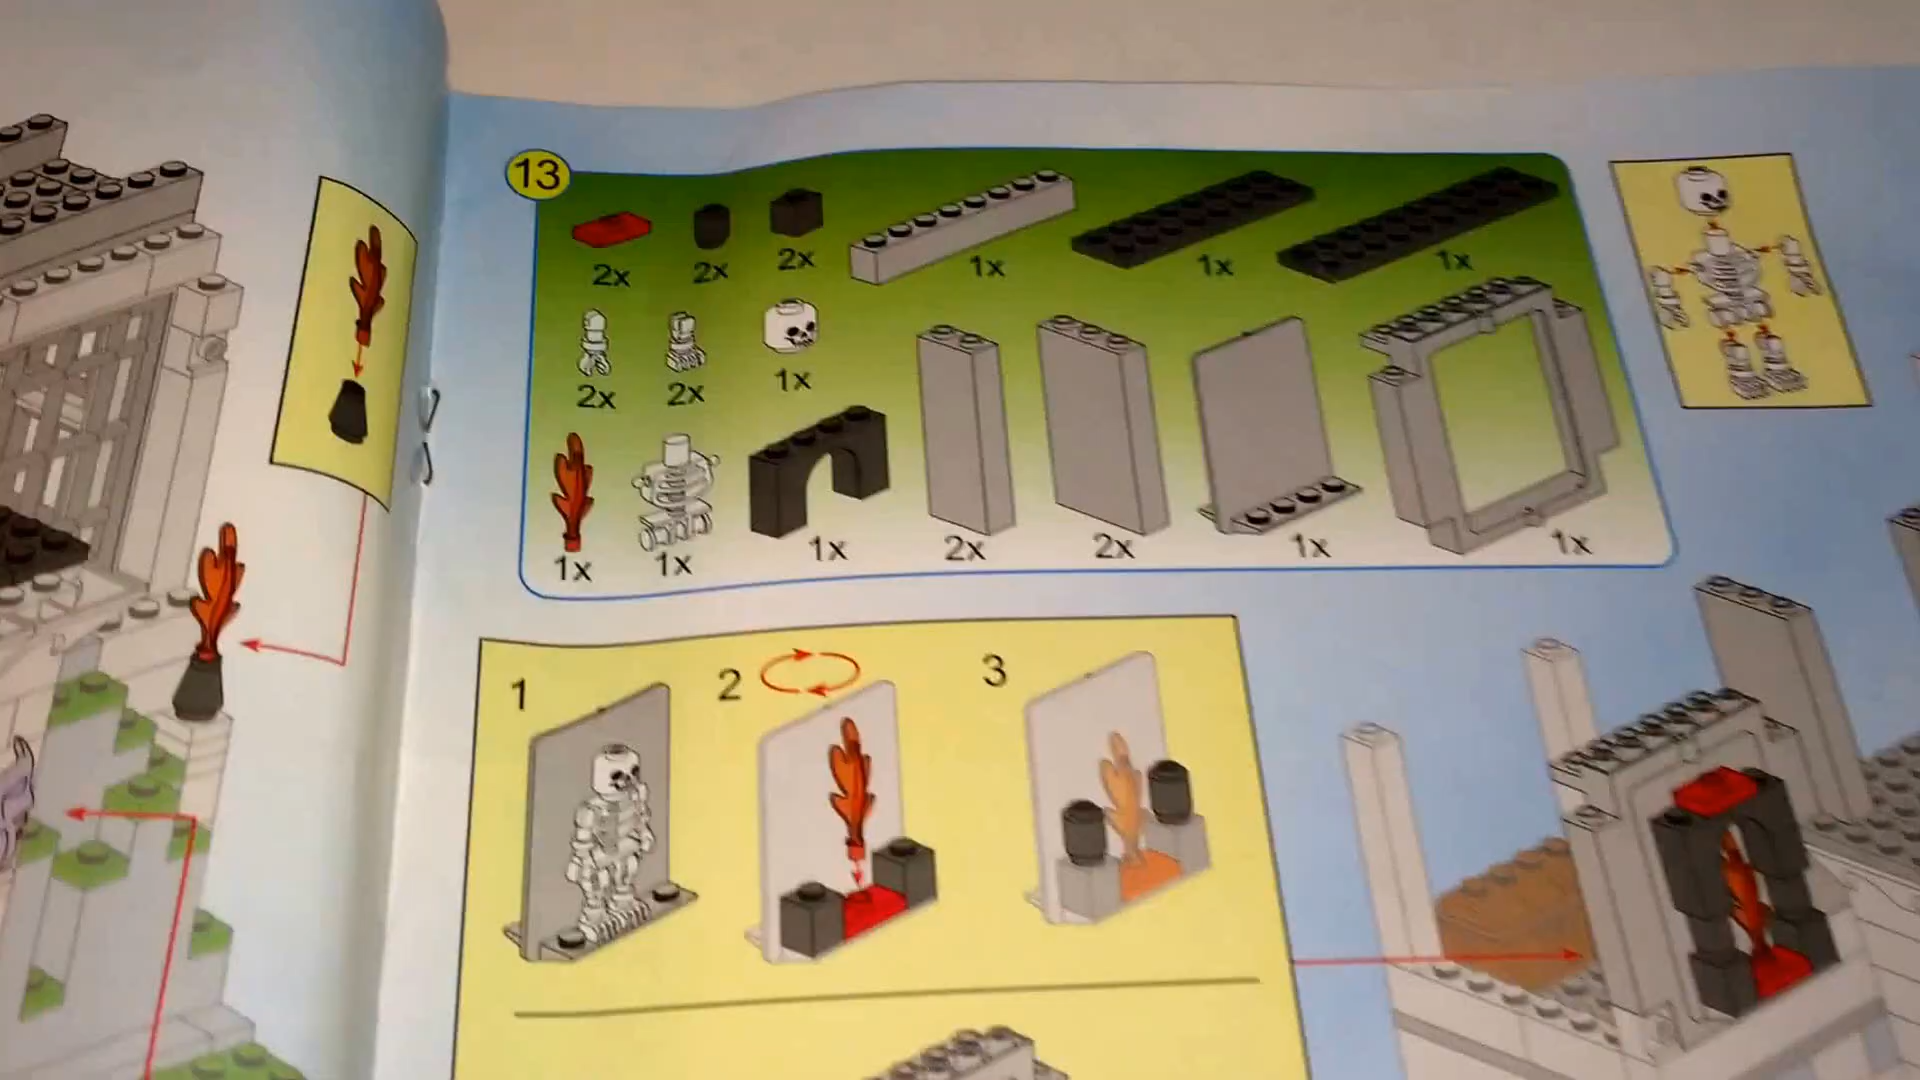 13
2x 2x 2x 1x 1x 1x
2x 2x 1x
1x 1x 1x 2x 2x 1x 1x
1 2 3